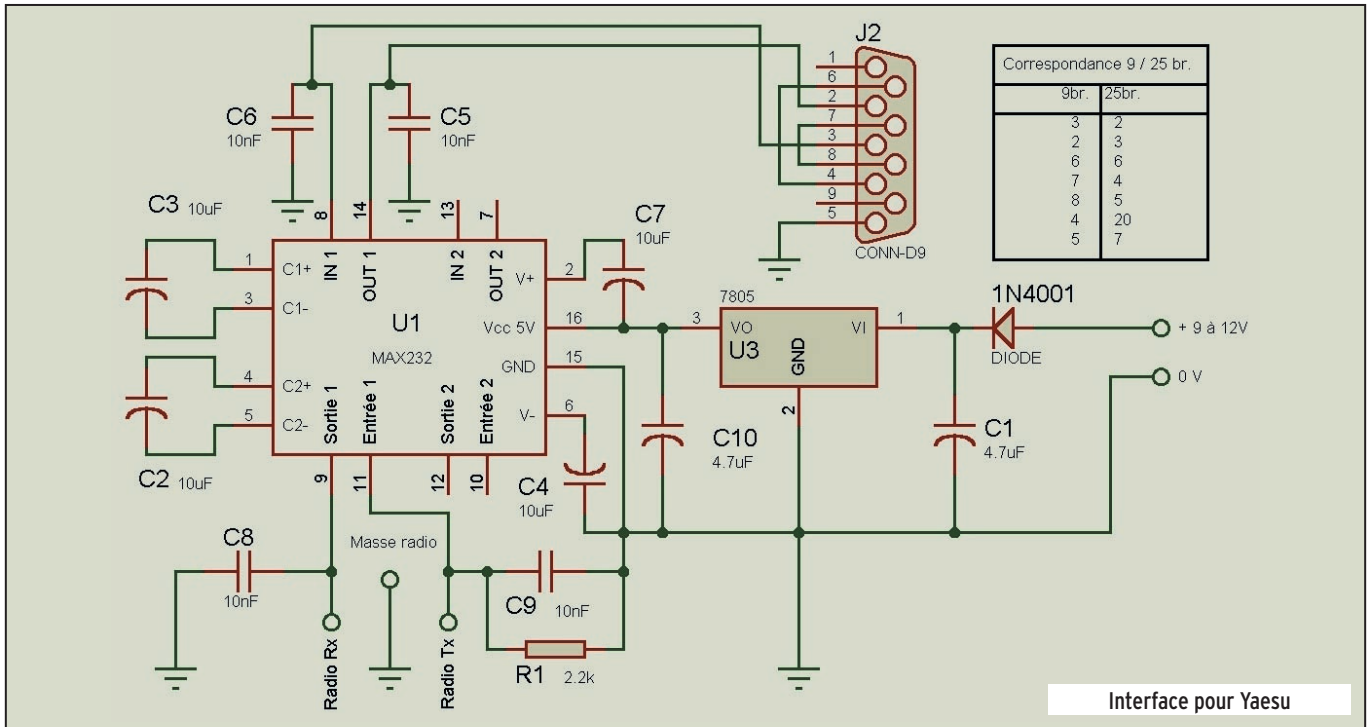 J2
1
6
2
7
3
8
4
9
5
CONN-D9
Correspondance 9 / 25 br.
9br. 25br.
3 2
2 3
6 6
7 4
8 5
4 20
5 7
C6
10nF
C5
10nF
C3 10uF
8
14
13
7
C7
10uF
1 C1+
3 C1-
4 C2+
5 C2-
IN 1
OUT 1
IN 2
OUT 2
V+ 2
Vcc 5V 16
GND 15
V- 6
U1
MAX232
Sortie 1
Entrée 1
Sortie 2
Entrée 2
9
11
12
10
C2 10uF
7805
3 VO
VI 1
U3
GND
2
1N4001
DIODE
+ 9 à 12V
0 V
C10
4.7uF
C1
4.7uF
C4
10uF
C8
10nF
Masse radio
C9 10nF
R1 2.2k
Radio Rx
Radio Tx
Interface pour Yaesu